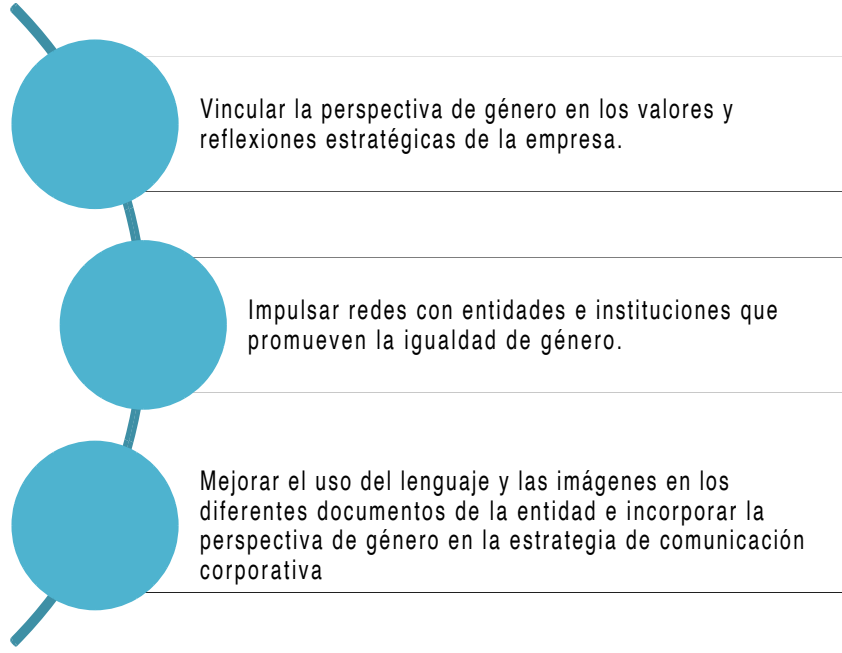 Vincular la perspectiva de género en los valores y
reflexiones estratégicas de la empresa.
Impulsar redes con entidades e instituciones que
promueven la igualdad de género.
Mejorar el uso del lenguaje y las imágenes en los
diferentes documentos de la entidad e incorporar la
perspectiva de género en la estrategia de comunicación
corporativa